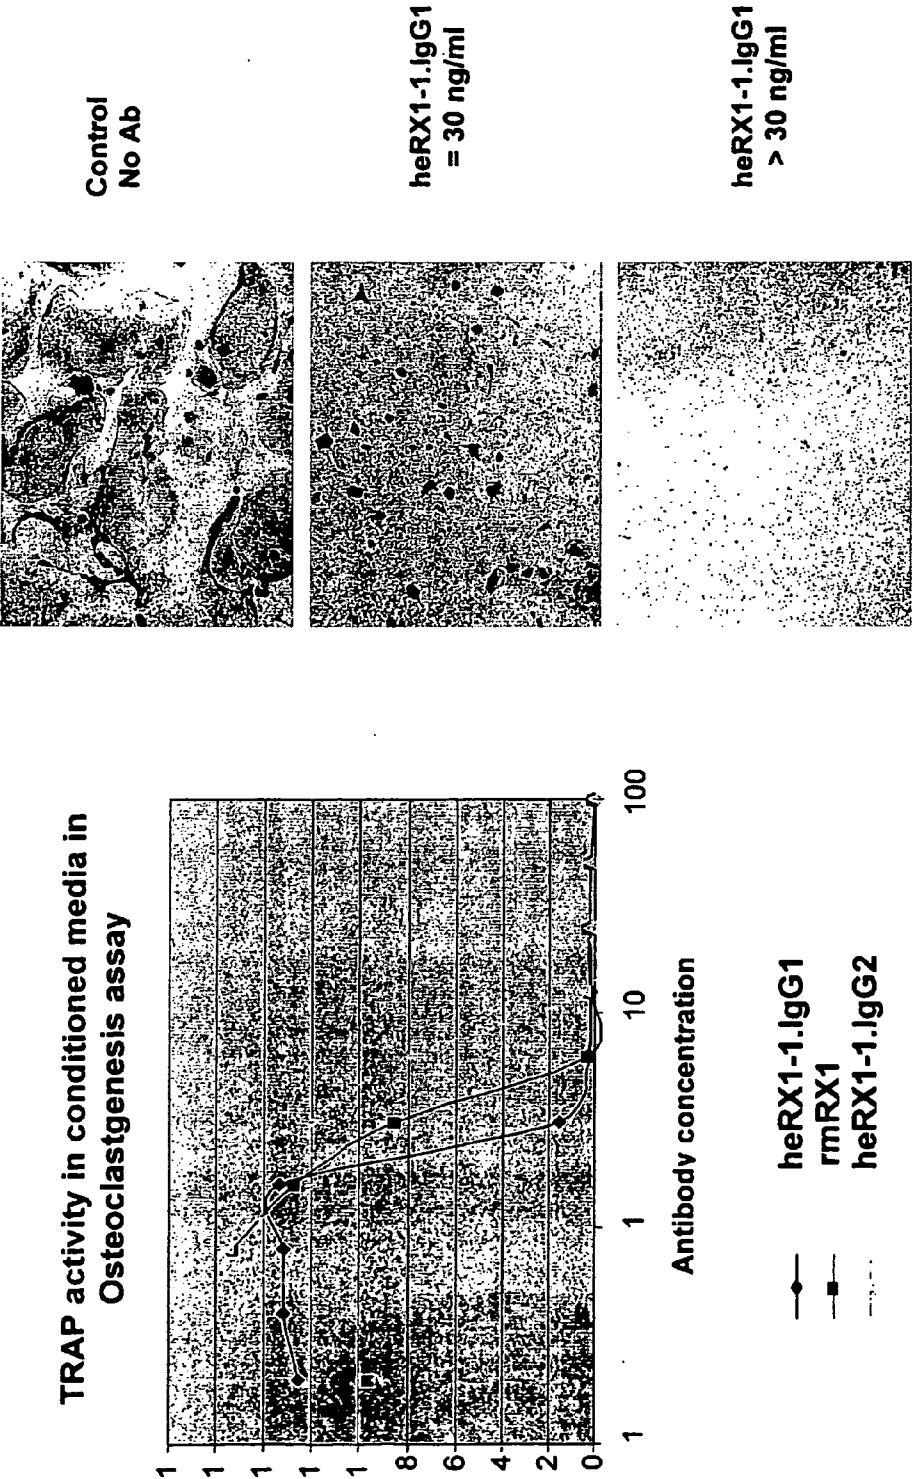 TRAP activity in conditioned media in
Osteoclastgenesis assay
1
1
1
1
1
8
6
4
2
0
1
1
10
100
Antibody concentration
heRX1-1.IgG1
rmRX1
heRX1-1.IgG2
Control
No Ab
heRX1-1.IgG1
= 30 ng/ml
heRX1-1.IgG1
> 30 ng/ml